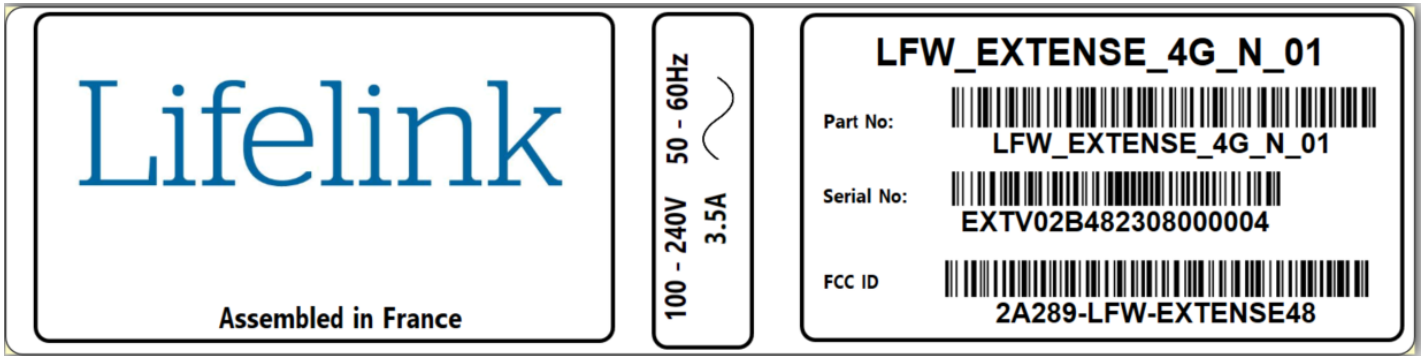 Lifelink
Assembled in France
100 - 240V 50 - 60Hz
3.5A
LFW_EXTENSE_4G_N_01
Part No:
LFW_EXTENSE_4G_N_01
Serial No:
EXTV02B482308000004
FCC ID
2A289-LFW-EXTENSE48